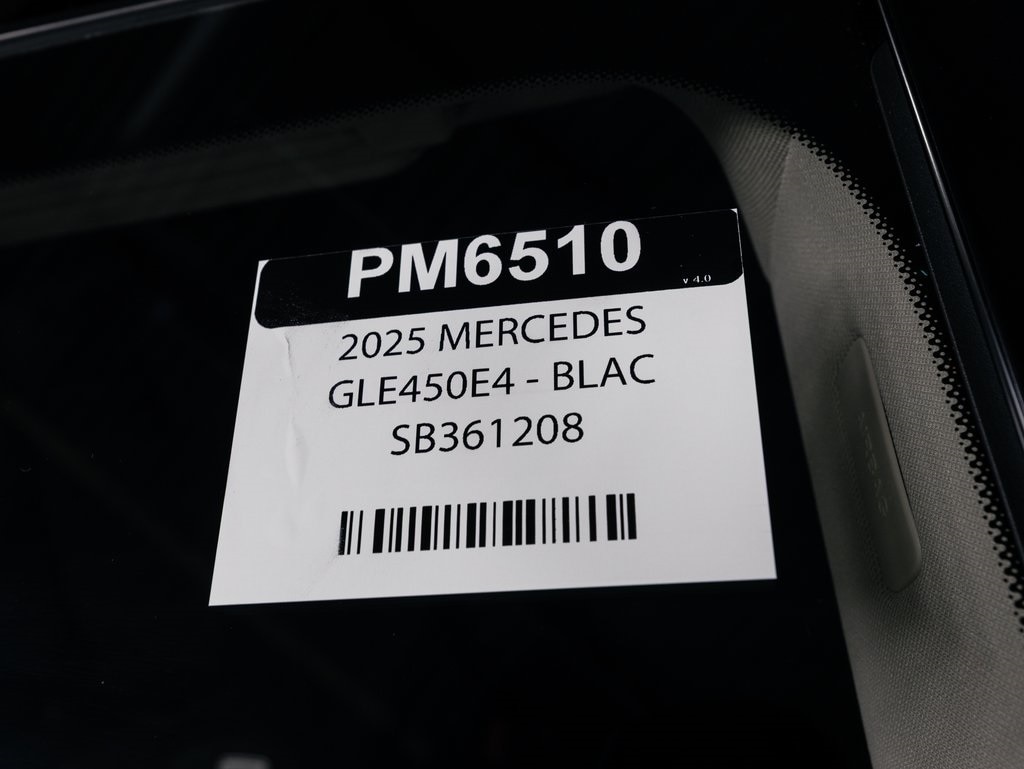 PM6510
v 4.0
2025 MERCEDES
GLE450E4 - BLAC
SB361208